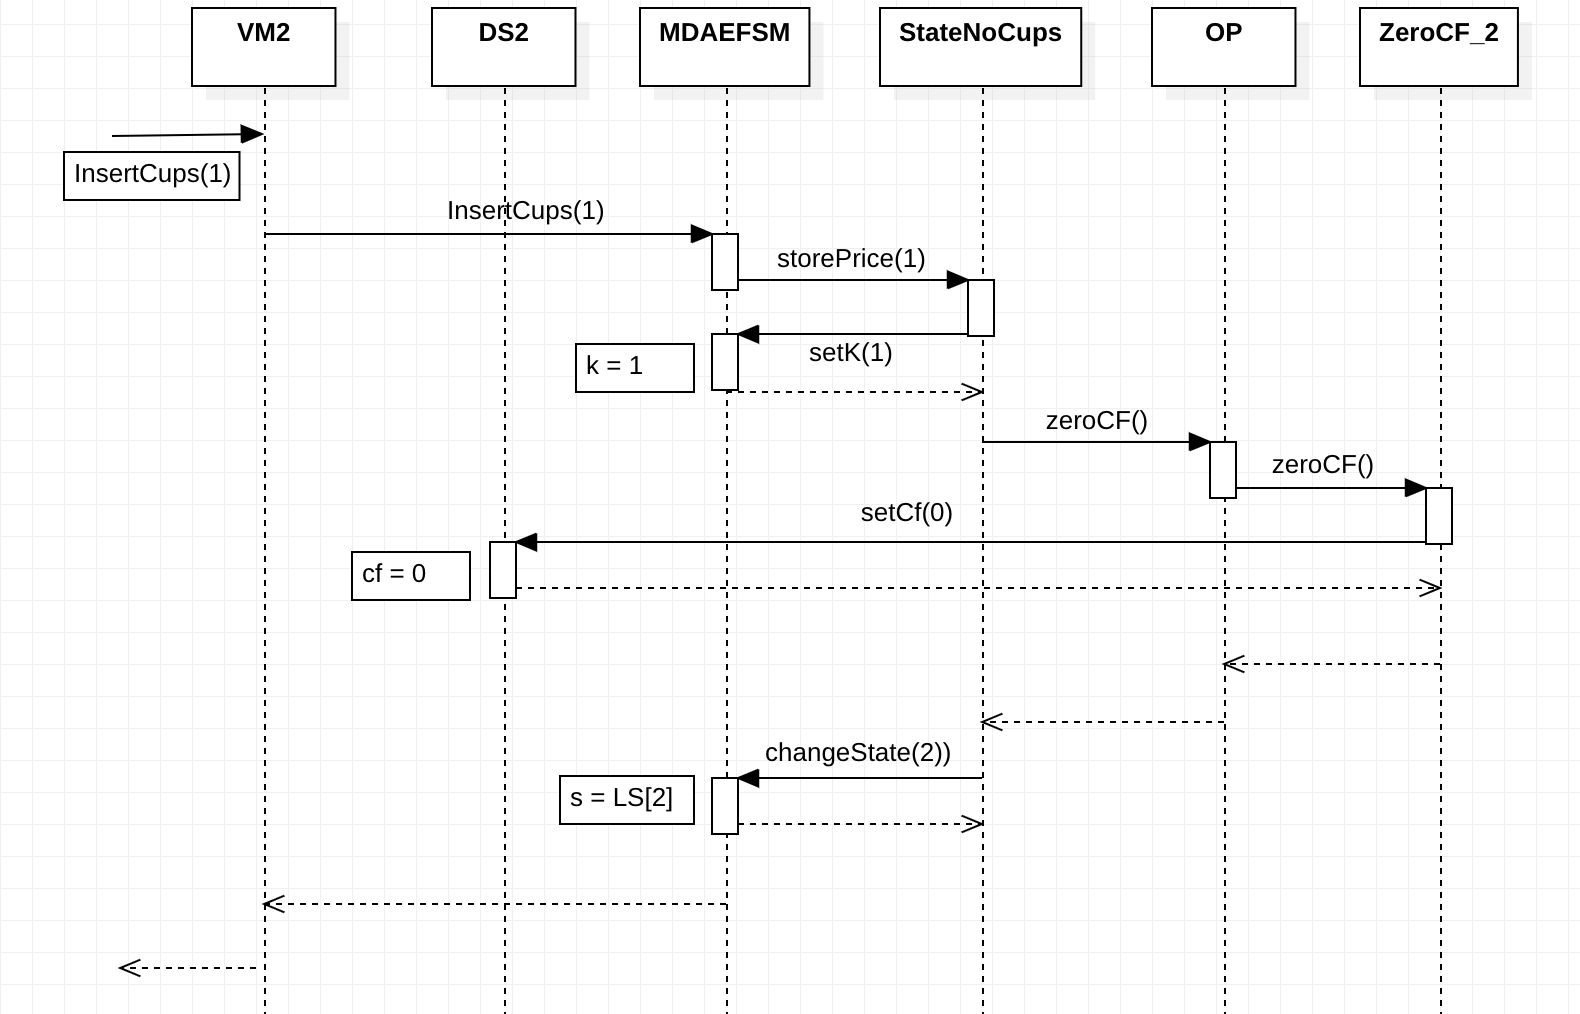 VM2
DS2
MDAEFSM
StateNoCups
OP
ZeroCF_2
InsertCups(1)
InsertCups(1)
storePrice(1)
setK(1)
k = 1
zeroCF()
zeroCF()
setCf(0)
cf = 0
changeState(2))
s = LS[2]